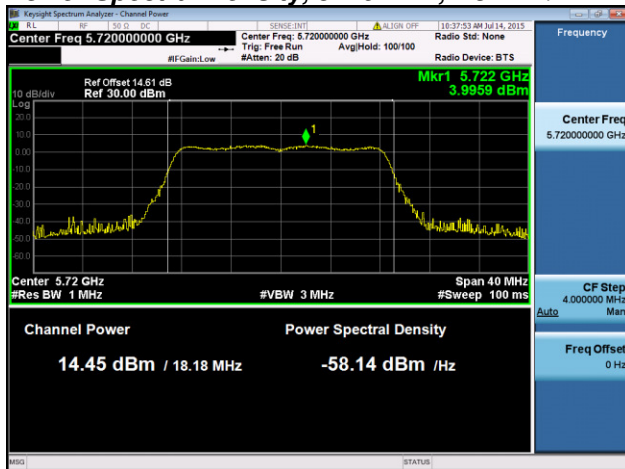 Keysight Spectrum Analyzer - Channel Power
RL RF 50 Ω DC SENSE:INT ALIGN OFF 10:37:53 AM Jul 14, 2015
Center Freq 5.720000000 GHz
Center Freq: 5.720000000 GHz
Radio Std: None
Trig: Free Run Avg|Hold: 100/100
#IFGain:Low #Atten: 20 dB Radio Device: BTS
Frequency
Ref Offset 14.61 dB
Mkr1 5.722 GHz
10 dB/div Ref 30.00 dBm
3.9959 dBm
Log
20.0
10.0
0.00
-10.0
-20.0
-30.0
-40.0
-50.0
-60.0
1
Center 5.72 GHz Span 40 MHz
#Res BW 1 MHz #VBW 3 MHz #Sweep 100 ms
Channel Power Power Spectral Density
14.45 dBm / 18.18 MHz -58.14 dBm /Hz
Center Freq
5.720000000 GHz
CF Step
4.000000 MHz
Auto Man
Freq Offset
0 Hz
MSG STATUS